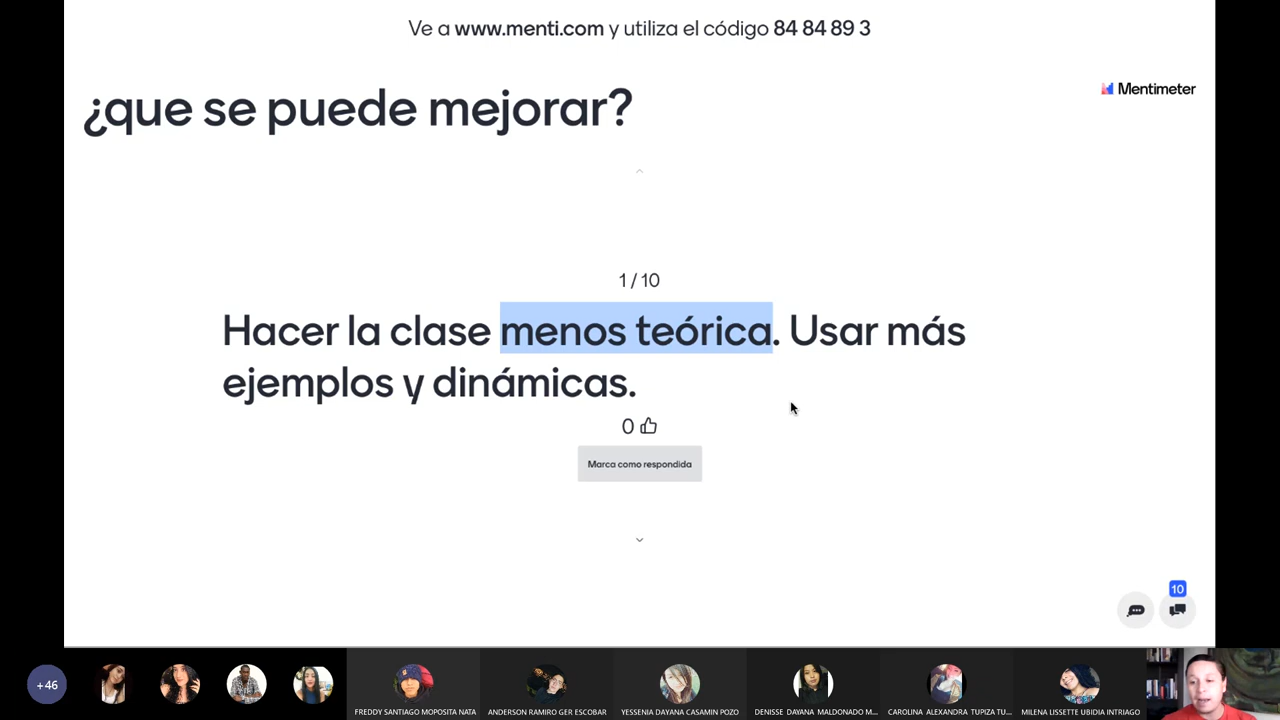 Ve a www.menti.com y utiliza el código 84 84 89 3
Mentimeter
¿que se puede mejorar?
1 / 10
Hacer la clase menos teórica. Usar más
ejemplos y dinámicas.
0
Marca como respondida
10
+46
FREDDY SANTIAGO MOPOSITA NATA
ANDERSON RAMIRO GER ESCOBAR
YESSENIA DAYANA CASAMIN POZO
DENISSE DAYANA MALDONADO M...
CAROLINA ALEXANDRA TUPIZA TU...
MILENA LISSETTE UBIDIA INTRIAGO